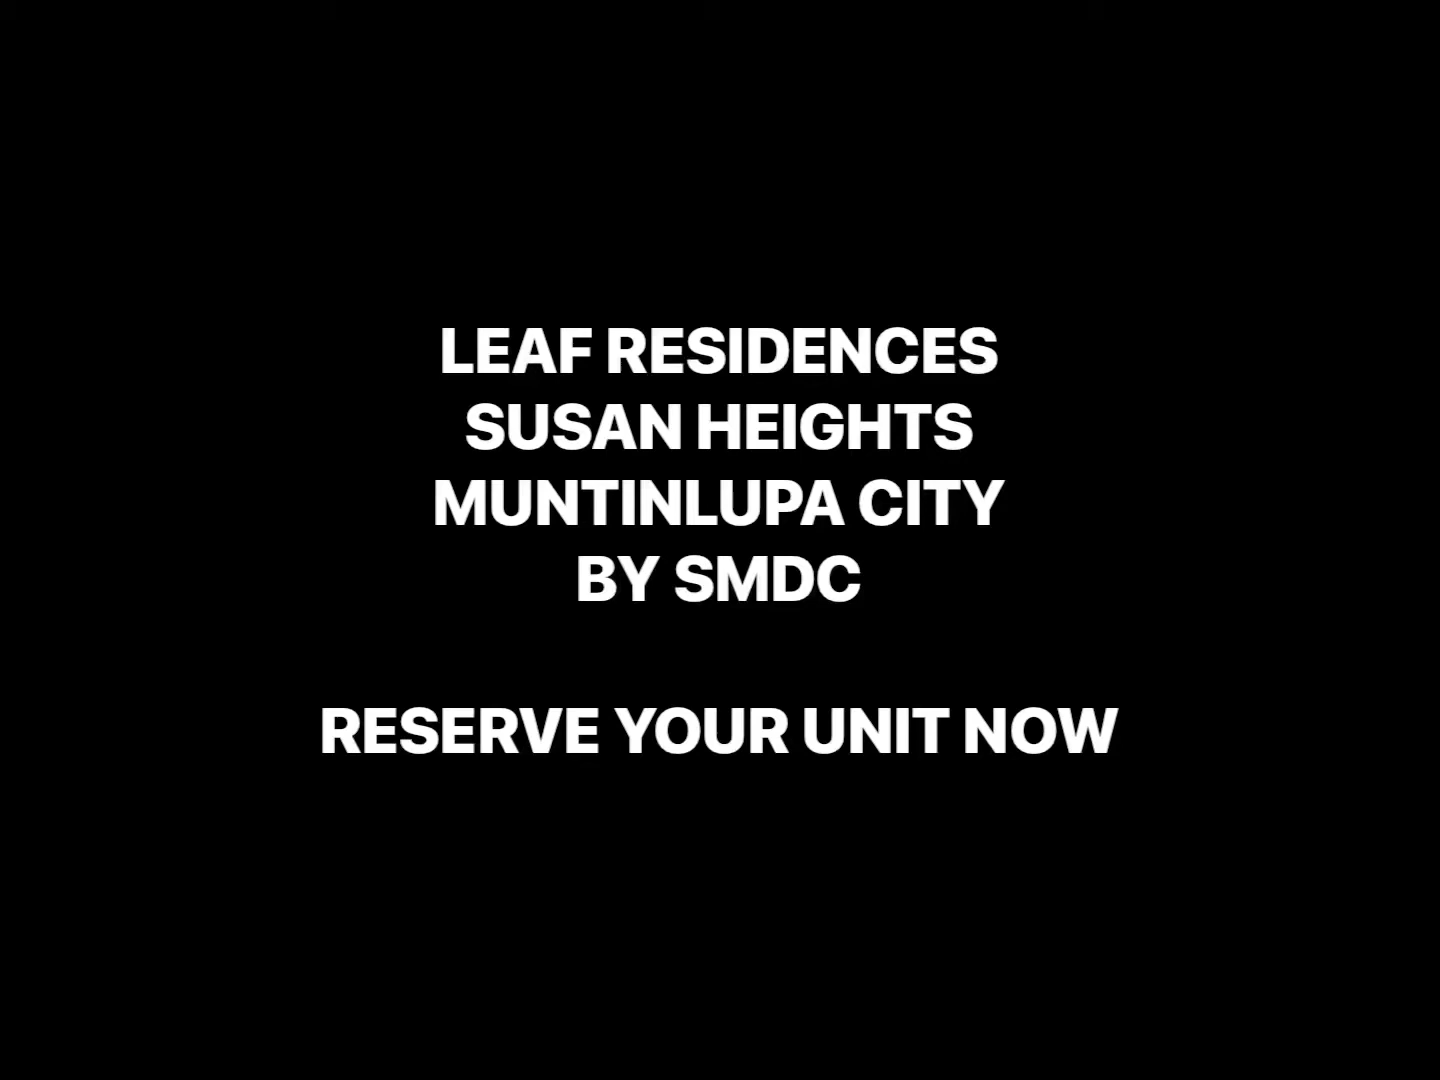 LEAF RESIDENCES
SUSAN HEIGHTS
MUNTINLUPA CITY
BY SMDC
RESERVE YOUR UNIT NOW